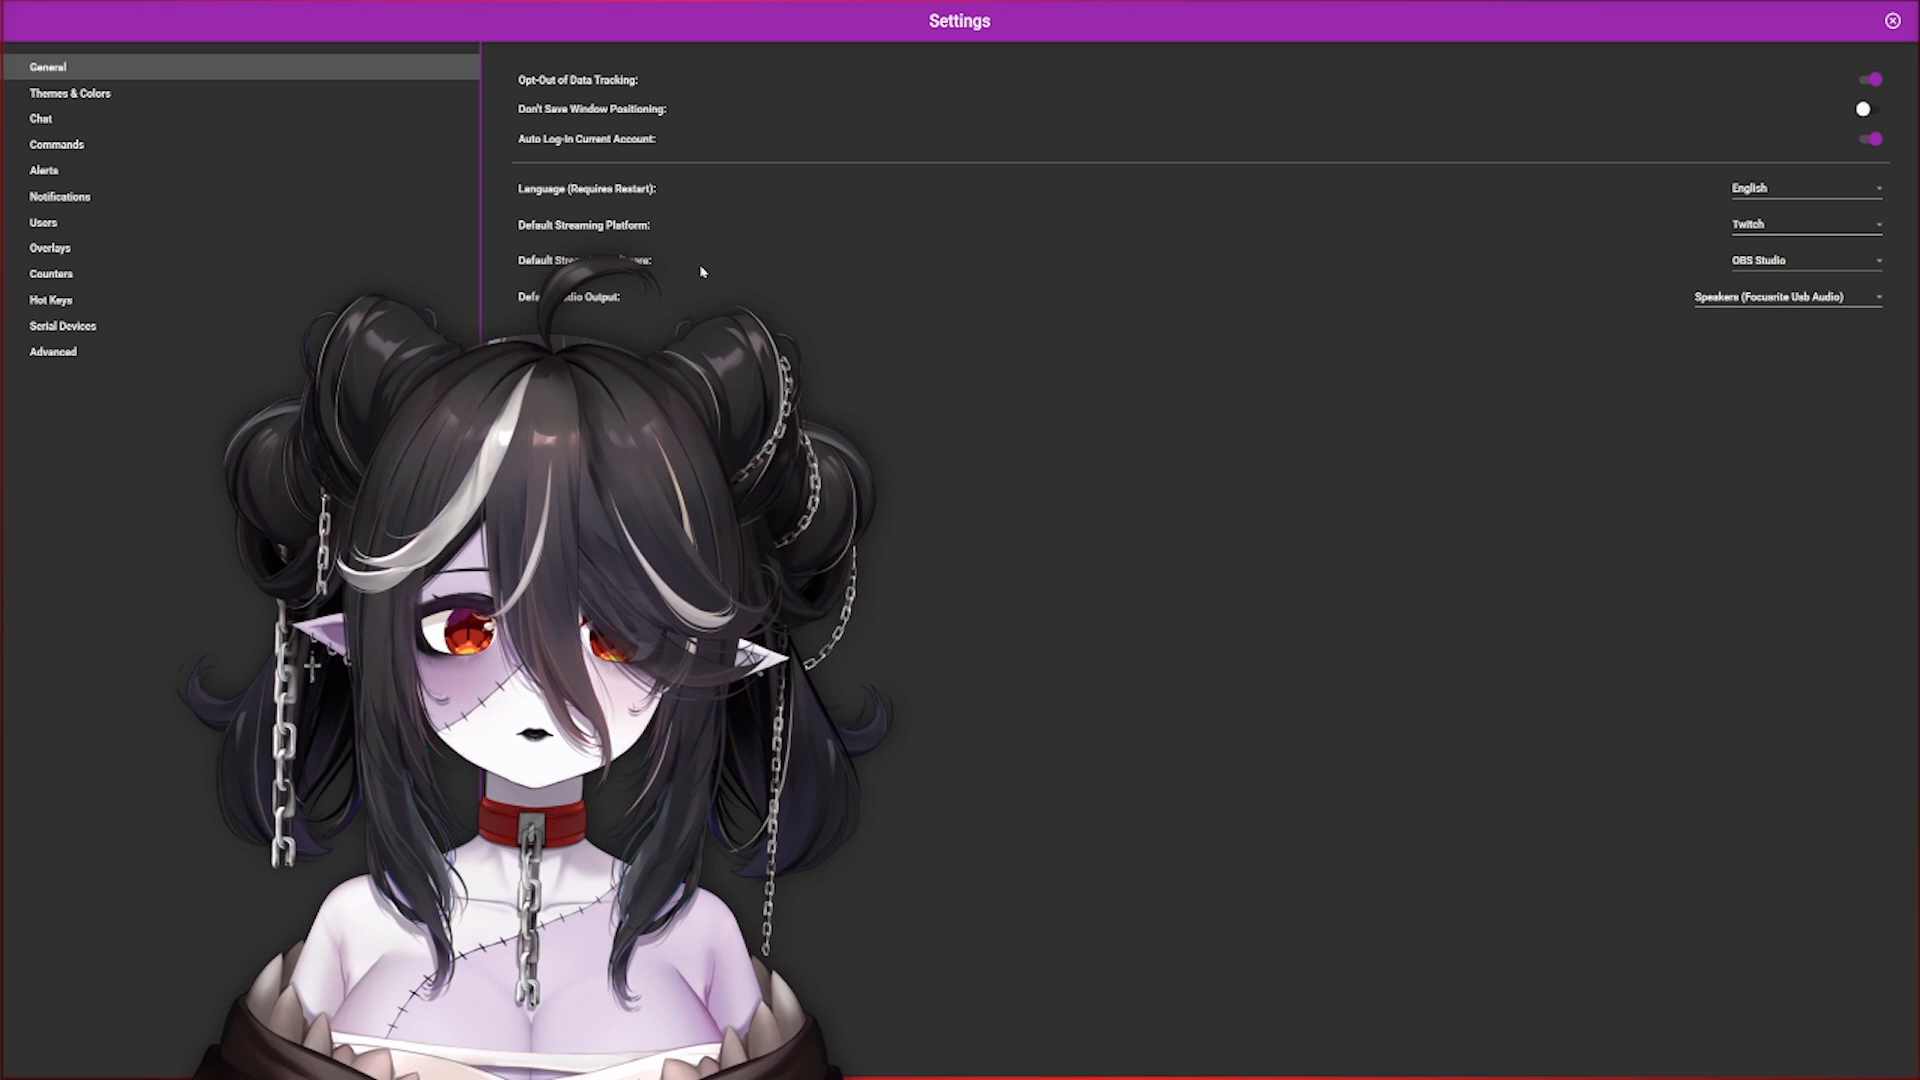 Settings
General
Themes & Colors
Chat
Commands
Alerts
Notifications
Users
Overlays
Counters
Hot Keys
Serial Devices
Advanced
Opt-Out of Data Tracking:
Don't Save Window Positioning:
Auto Log-In Current Account:
Language (Requires Restart): English
Default Streaming Platform: Twitch
Default OBS Studio
Output: Speakers (Focusrite Usb Audio)